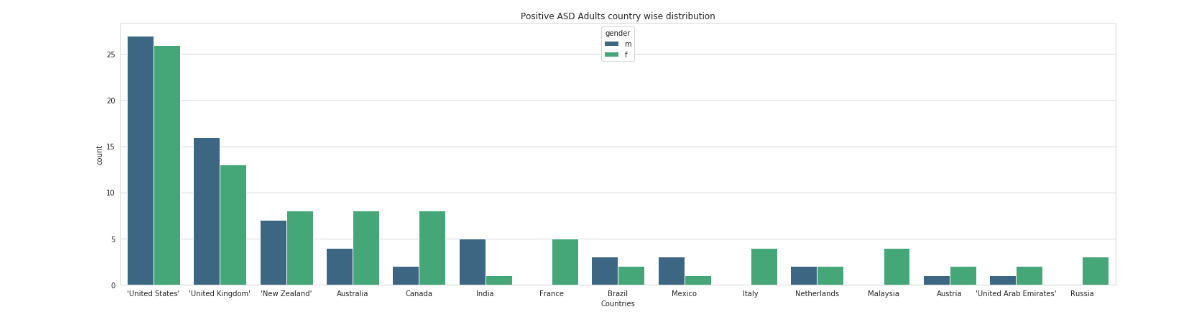 Positive ASD Adults country wise distribution
gender
m
f
25
20
15
10
5
0
count
'United States' 'United Kingdom' 'New Zealand' Australia Canada India France Brazil Mexico Italy Netherlands Malaysia Austria 'United Arab Emirates' Russia
Countries